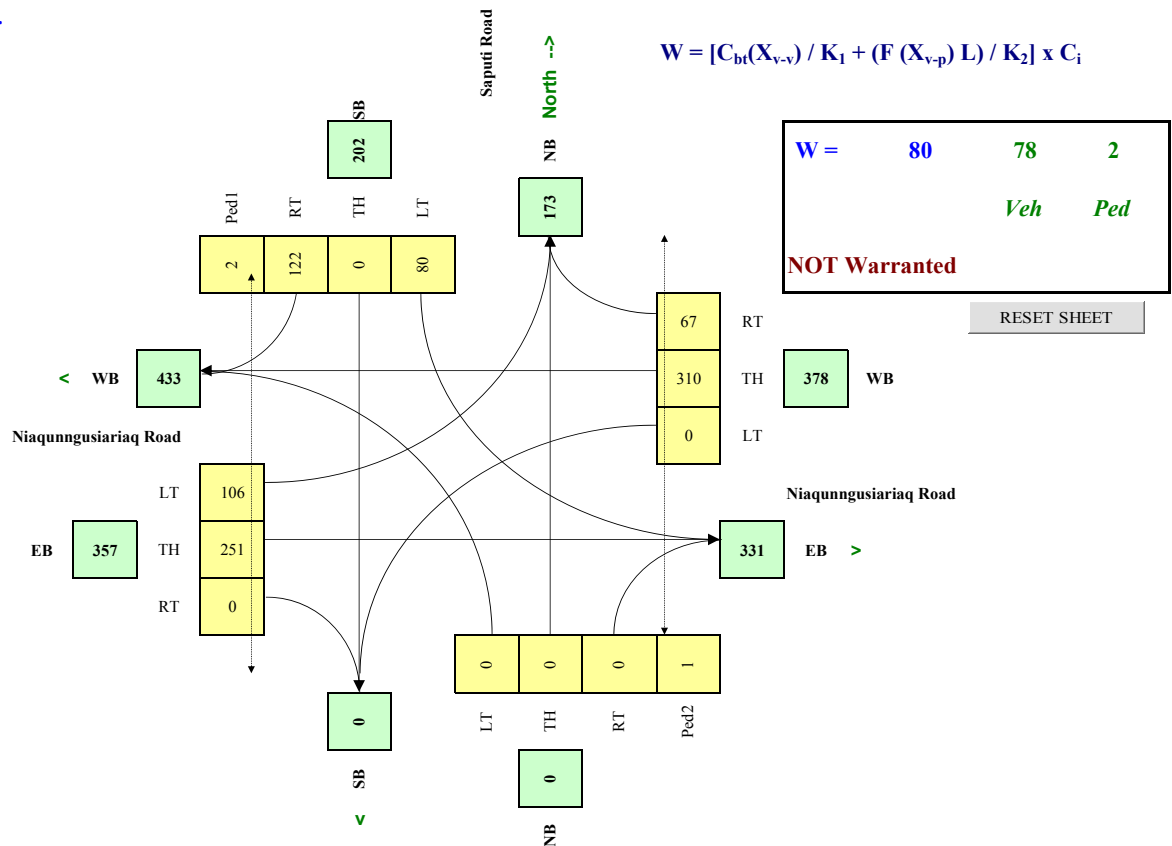 W = [Cbt(Xv-v) / K1 + (F (Xv-p) L) / K2] x Ci
Saputi Road
North -->
SB
202
NB
173
W = 80 78 2
Veh Ped
NOT Warranted
RESET SHEET
Ped1 RT TH LT
2 122 0 80
67 RT
310 TH
0 LT
378 WB
< WB 433
Niaqunngusiariaq Road
LT 106
TH 251
RT 0
EB 357
Niaqunngusiariaq Road
331 EB >
0 0 0 1
LT TH RT Ped2
0
SB
<
0
NB